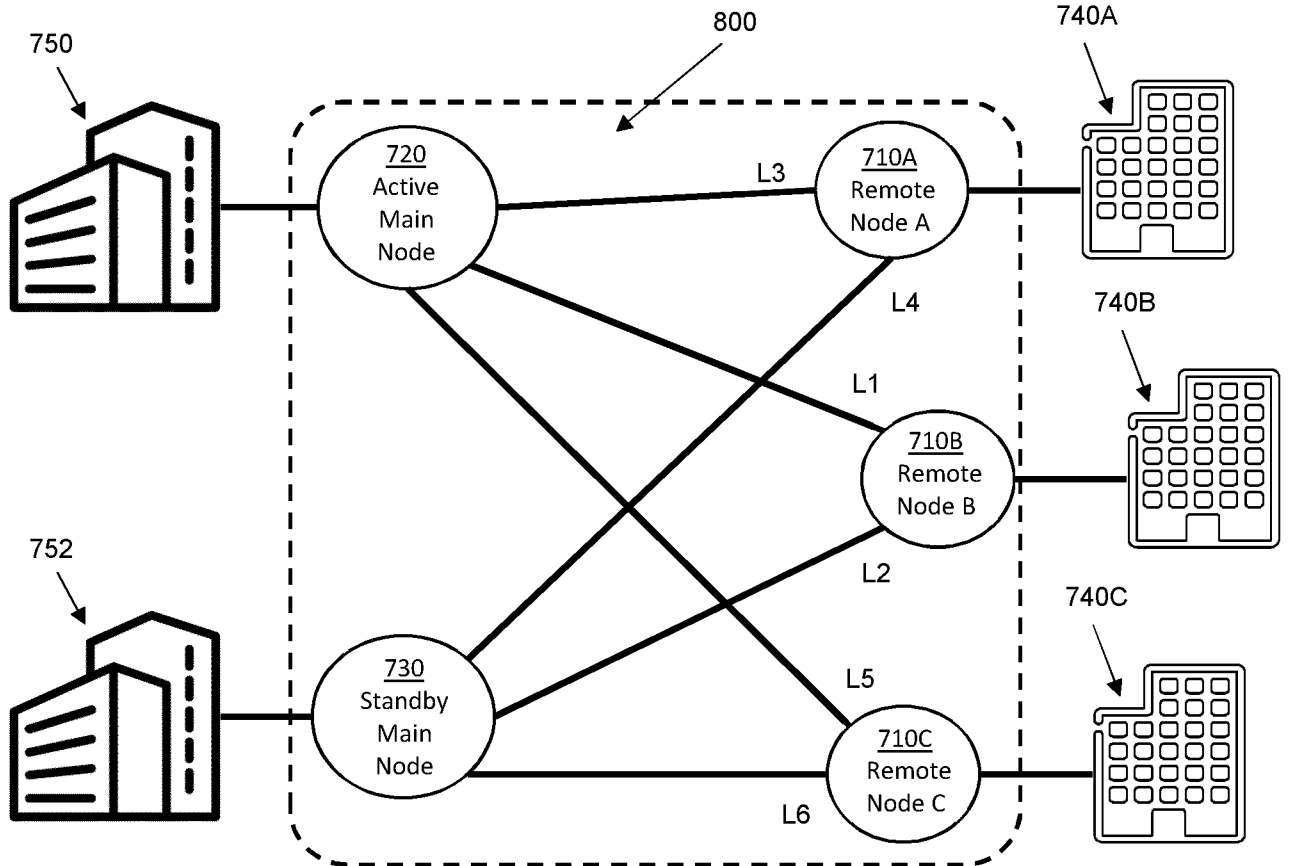 750
800
740A
720
Active
Main
Node
L3
710A
Remote
Node A
L4
740B
L1
710B
Remote
Node B
752
L2
740C
730
Standby
Main
Node
L5
710C
Remote
Node C
L6